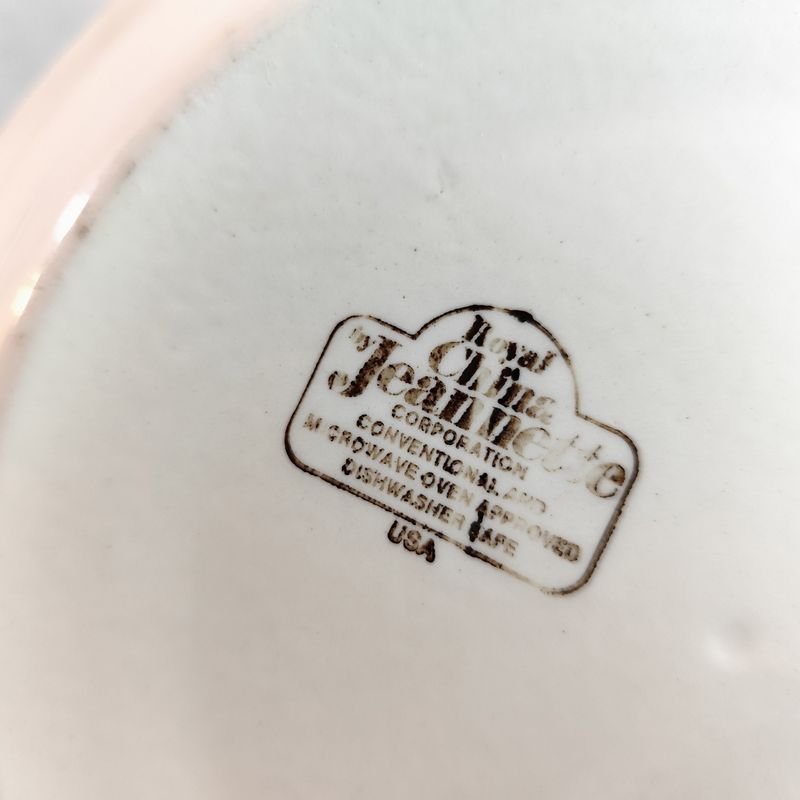 Royal
China
by Jeannette
CORPORATION
CONVENTIONAL AND
MICROWAVE OVEN APPROVED
DISHWASHER SAFE
USA